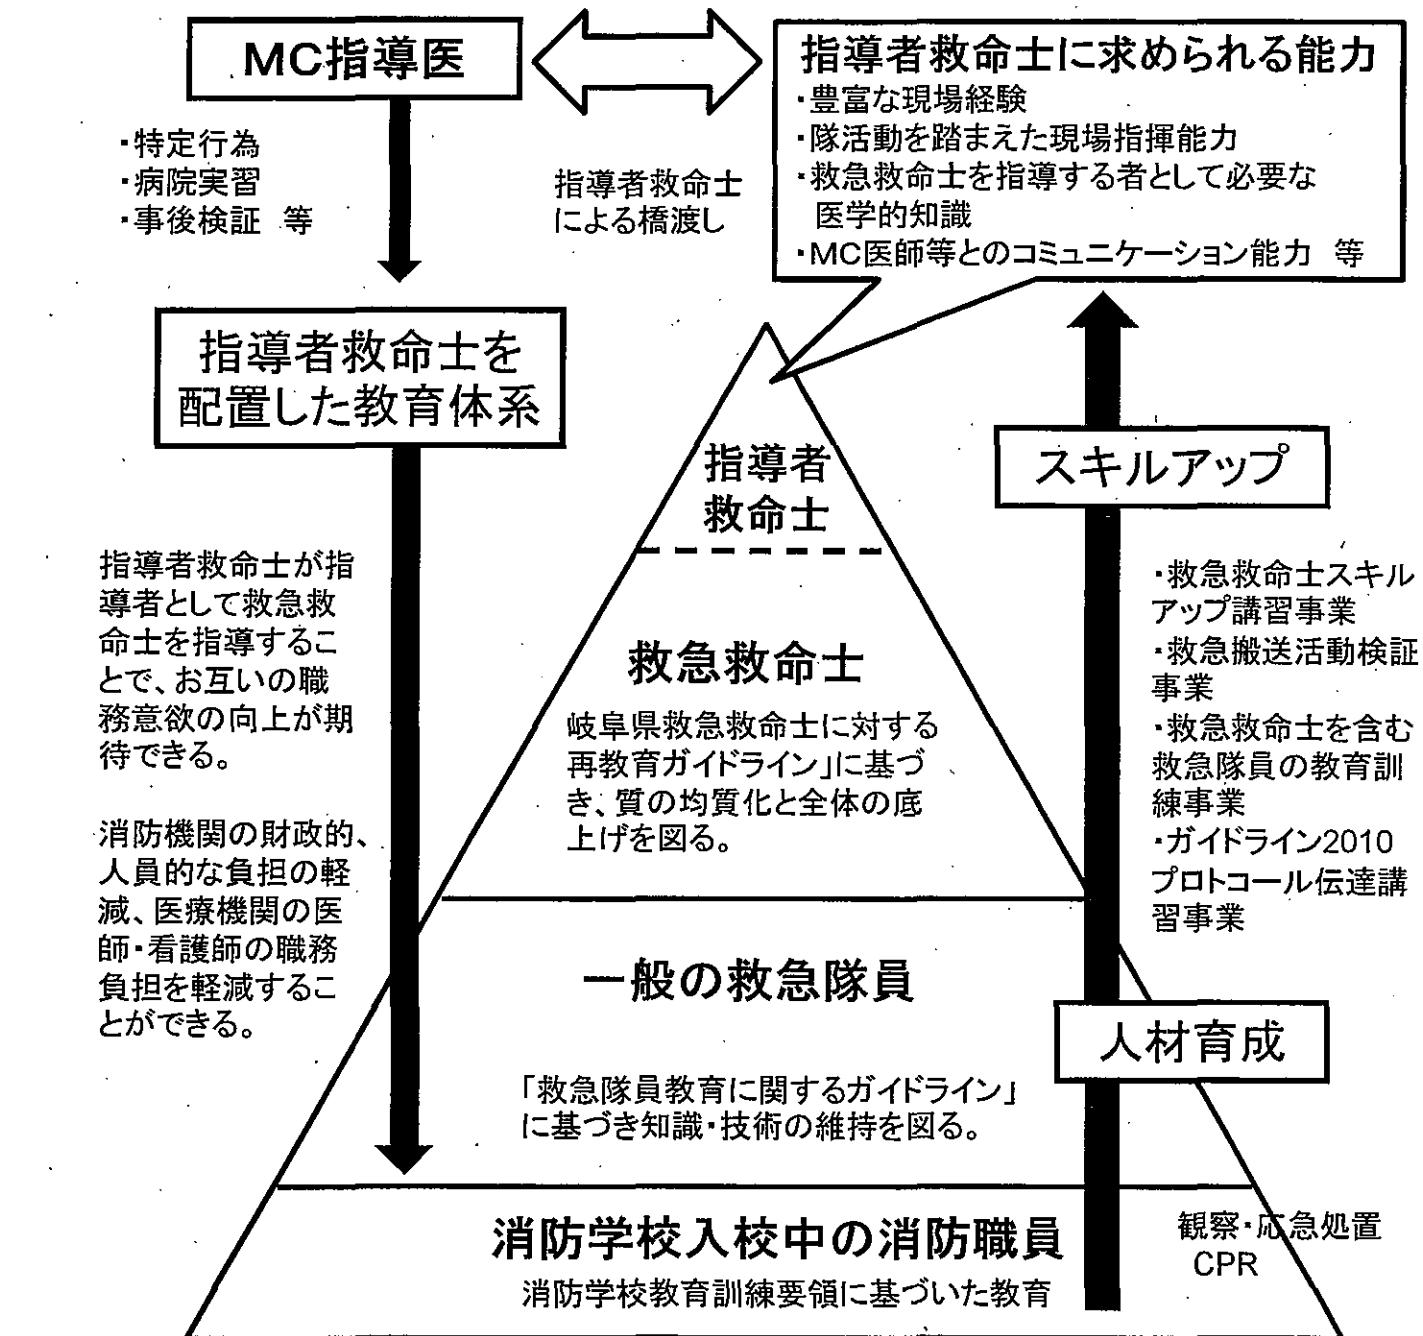 MC指導医
・特定行為
・病院実習
・事後検証 等
指導者救命士
による橋渡し
指導者救命士に求められる能力
・豊富な現場経験
・隊活動を踏まえた現場指揮能力
・救急救命士を指導する者として必要な
医学的知識
・MC医師等とのコミュニケーション能力 等
指導者救命士を
配置した教育体系
指導者救命士が指
導者として救急救
命士を指導するこ
とで、お互いの職
務意欲の向上が期
待できる。
消防機関の財政的、
人員的な負担の軽
減、医療機関の医
師・看護師の職務
負担を軽減するこ
とができる。
指導者
救命士
救急救命士
岐阜県救急救命士に対する
再教育ガイドライン」に基づ
き、質の均質化と全体の底
上げを図る。
一般の救急隊員
「救急隊員教育に関するガイドライン」
に基づき知識・技術の維持を図る。
消防学校入校中の消防職員
消防学校教育訓練要領に基づいた教育
スキルアップ
・救急救命士スキル
アップ講習事業
・救急搬送活動検証
事業
・救急救命士を含む
救急隊員の教育訓
練事業
・ガイドライン2010
プロトコール伝達講
習事業
人材育成
観察・応急処置
CPR